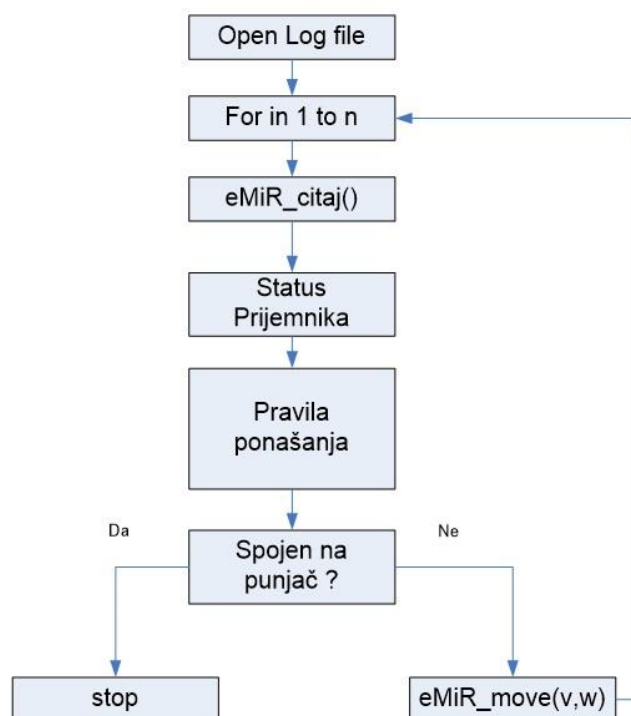 Open Log file
For in 1 to n
eMiR_citaj()
Status
Prijemnika
Pravila
ponašanja
Da
Ne
Spojen na
punjač ?
stop
eMiR_move(v,w)